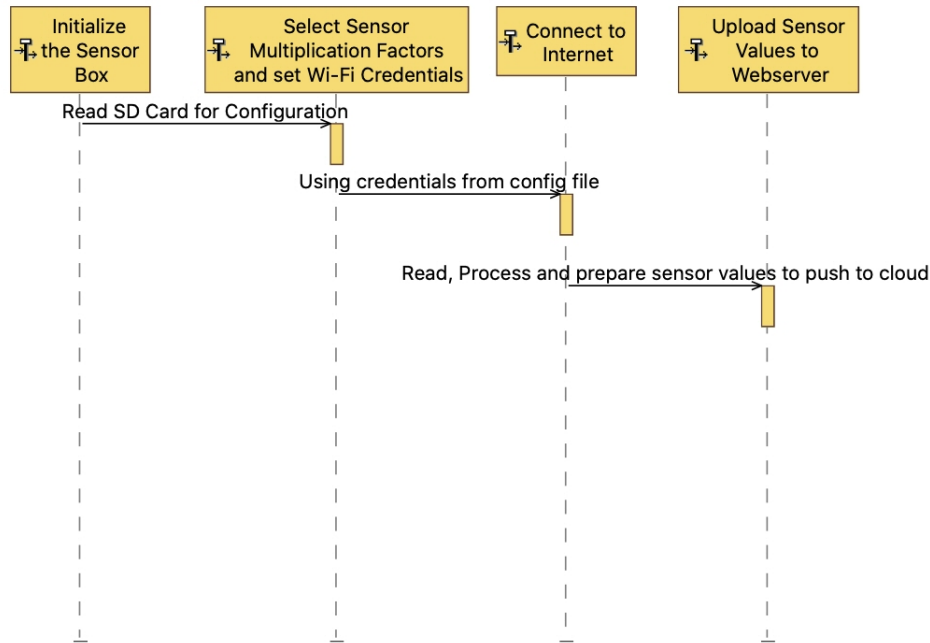 Initialize
the Sensor
Box
Select Sensor
Multiplication Factors
and set Wi-Fi Credentials
Connect to
Internet
Upload Sensor
Values to
Webserver
Read SD Card for Configuration
Using credentials from config file
Read, Process and prepare sensor values to push to cloud